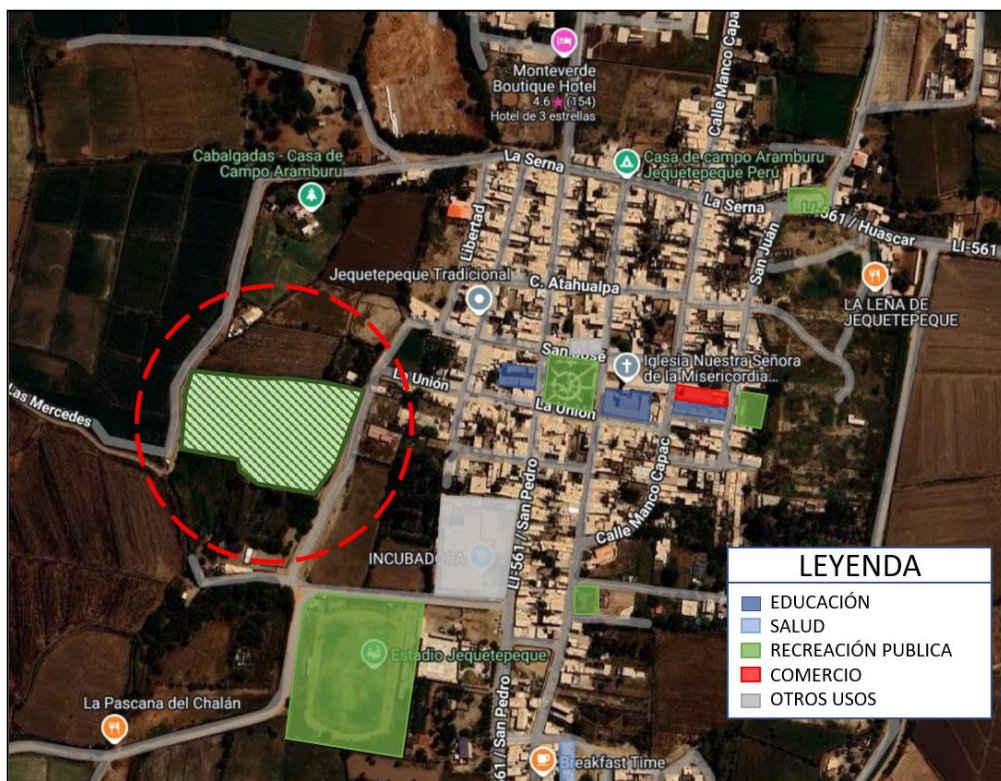 Monteverde
Boutique Hotel
4.6 ★ (154)
Hotel de 3 estrellas
Calle Manco Capac
Cabalgadas - Casa de
Campo Aramburu
La Serna
Casa de campo Aramburu
Jequetepeque Perú
La Serna
LI-561 / Huascar
LI-561
Libertad
San Juán
Jequetepeque Tradicional
C. Atahualpa
LA LEÑA DE
JEQUETEPEQUE
San José
Iglesia Nuestra Señora
de la Misericordia...
La Unión
La Unión
Las Mercedes
LI-561 // San Pedro
Calle Manco Capac
INCUBADORA
Estadio Jequetepeque
La Pascana del Chalán
561 / San Pedro
Breakfast Time
LEYENDA
EDUCACIÓN
SALUD
RECREACIÓN PUBLICA
COMERCIO
OTROS USOS